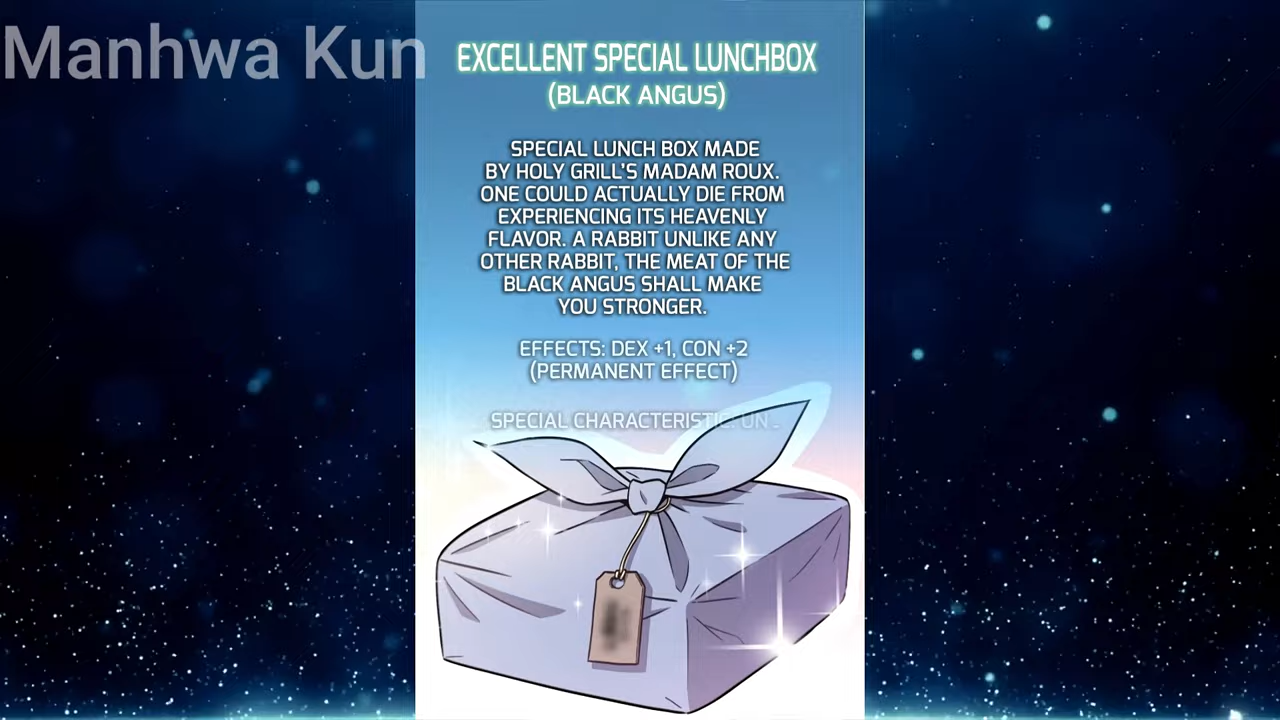 Manhwa Kun
EXCELLENT SPECIAL LUNCHBOX
(BLACK ANGUS)
SPECIAL LUNCH BOX MADE
BY HOLY GRILL'S MADAM ROUX.
ONE COULD ACTUALLY DIE FROM
EXPERIENCING ITS HEAVENLY
FLAVOR. A RABBIT UNLIKE ANY
OTHER RABBIT, THE MEAT OF THE
BLACK ANGUS SHALL MAKE
YOU STRONGER.
EFFECTS: DEX +1, CON +2
(PERMANENT EFFECT)
SPECIAL CHARACTERISTIC: UN